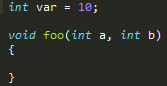 int var = 10;
void foo(int a, int b)
{
}